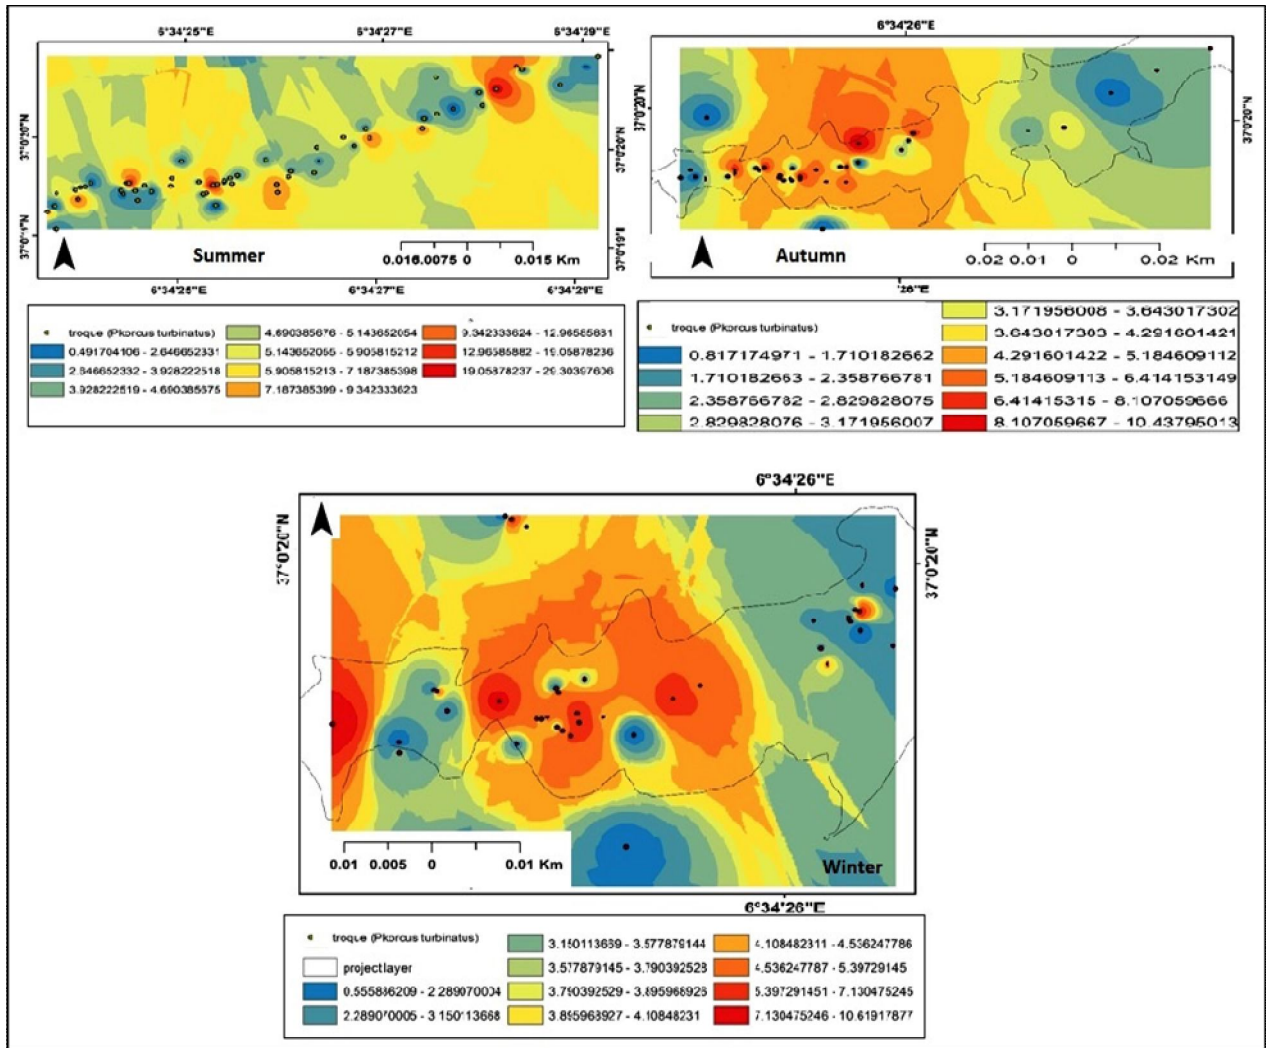 6°34'25"E 6°34'27"E 6°34'29"E
37°0'20"N
37°0'20"N
37°0'19"N
Summer
0.016.0075 0 0.015 Km
6°34'25"E 6°34'27"E 6°34'29"E
troque (Pkorcus turbinatus)
0.491704106 - 2.646652331
2.646652332 - 3.928222518
3.928222519 - 4.690385675
4.690385676 - 5.143652054
5.143652055 - 5.905815212
5.905815213 - 7.187385398
7.187385399 - 9.342333623
9.342333624 - 12.96585881
12.96585882 - 19.05878236
19.05878237 - 29.30397606
6°34'26"E
37°0'20"N
37°0'20"N
Autumn
0.02 0.01 0 0.02 Km
'26"E
troque (Pkorcus turbinatus)
0.817174971 - 1.710182662
1.710182663 - 2.358766781
2.358766782 - 2.829828075
2.829828076 - 3.171956007
3.171956008 - 3.643017302
3.643017303 - 4.291601421
4.291601422 - 5.184609112
5.184609113 - 6.414153149
6.41415315 - 8.107059666
8.107059667 - 10.43795013
6°34'26"E
37°0'20"N
37°0'20"N
0.01 0.005 0 0.01 Km
Winter
6°34'26"E
troque (Pkorcus turbinatus)
project layer
0.555886209 - 2.289070004
2.289070005 - 3.150113668
3.150113669 - 3.577879144
3.577879145 - 3.790392528
3.790392529 - 3.895968926
3.895968927 - 4.10848231
4.108482311 - 4.536247786
4.536247787 - 5.39729145
5.397291451 - 7.130475245
7.130475246 - 10.61917877